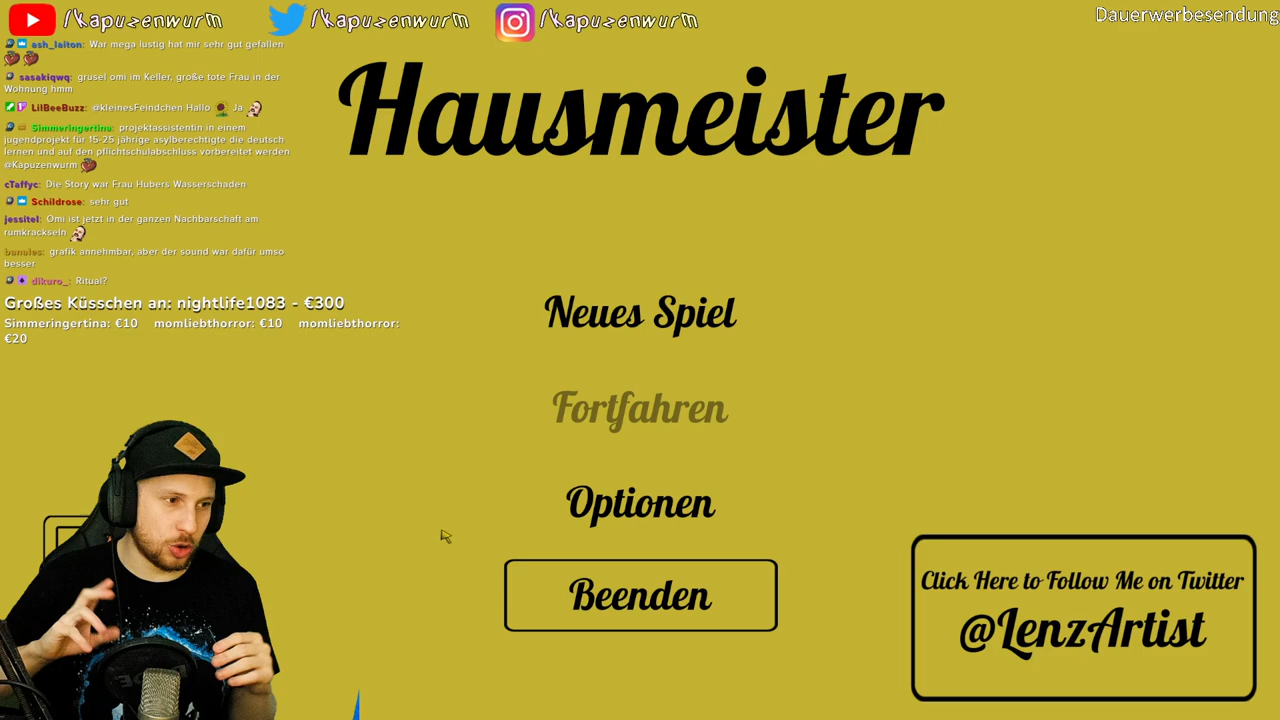 /kapuzenwurm /kapuzenwurm /kapuzenwurm
Dauerwerbesendung
ash_laiton: War mega lustig hat mir sehr gut gefallen
sasakiqwq: grusel omi im Keller, große tote Frau in der
Wohnung hmm
LilBeeBuzz: @kleinesFeindchen Hallo Ja
Simmeringertina: projektassistentin in einem
jugendprojekt für 15-25 jährige asylberechtigte die deutsch
lernen und auf den pflichtschulabschluss vorbereitet werden
@Kapuzenwurm
cTaffyc: Die Story war Frau Hubers Wasserschaden
Schildrose: sehr gut
jessitel: Omi ist jetzt in der ganzen Nachbarschaft am
rumkrackseln
banales: grafik annehmbar, aber der sound war dafür umso
besser
dikuro_: Ritual?
Großes Küsschen an: nightlife1083 - €300
Simmeringertina: €10 momliebthorror: €10 momliebthorror:
€20
Hausmeister
Neues Spiel
Fortfahren
Optionen
Beenden
Click Here to Follow Me on Twitter
@LenzArtist